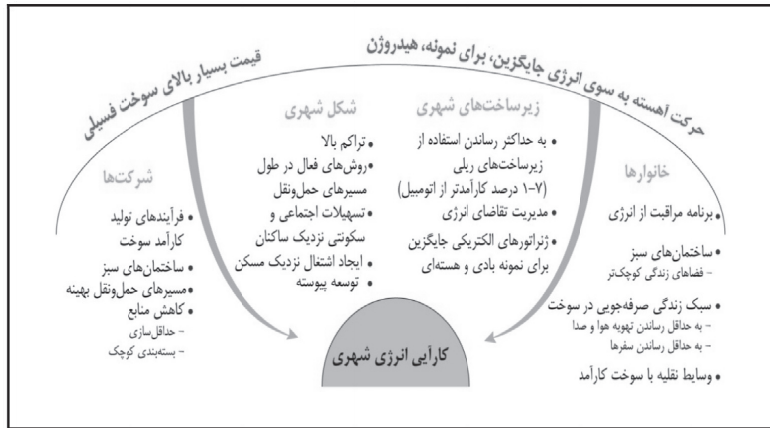 حرکت آهسته به سوی انرژی جایگزین، برای نمونه، هیدروژن
قیمت بسیار بالای سوخت فسیلی
خانوارها
• برنامه مراقبت از انرژی
• ساختمان‌های سبز
– فضاهای زندگی کوچک‌تر
• سبک زندگی صرفه‌جویی در سوخت
– به حداقل رساندن تهویه هوا و صدا
– به حداقل رساندن سفرها
• وسایط نقلیه با سوخت کارآمد
زیرساخت‌های شهری
• به حداکثر رساندن استفاده از
زیرساخت‌های ریلی
(۷–۱ درصد کارآمدتر از اتومبیل)
• مدیریت تقاضای انرژی
• ژنراتورهای الکتریکی جایگزین
برای نمونه بادی و هسته‌ای
شکل شهری
• تراکم بالا
• روش‌های فعال در طول
مسیرهای حمل‌ونقل
• تسهیلات اجتماعی و
سکونتی نزدیک ساکنان
• ایجاد اشتغال نزدیک مسکن
• توسعه پیوسته
شرکت‌ها
• فرآیندهای تولید
کارآمد سوخت
• ساختمان‌های سبز
• مسیرهای حمل‌ونقل بهینه
• کاهش منابع
– حداقل‌سازی
– بسته‌بندی کوچک
کارآیی انرژی شهری